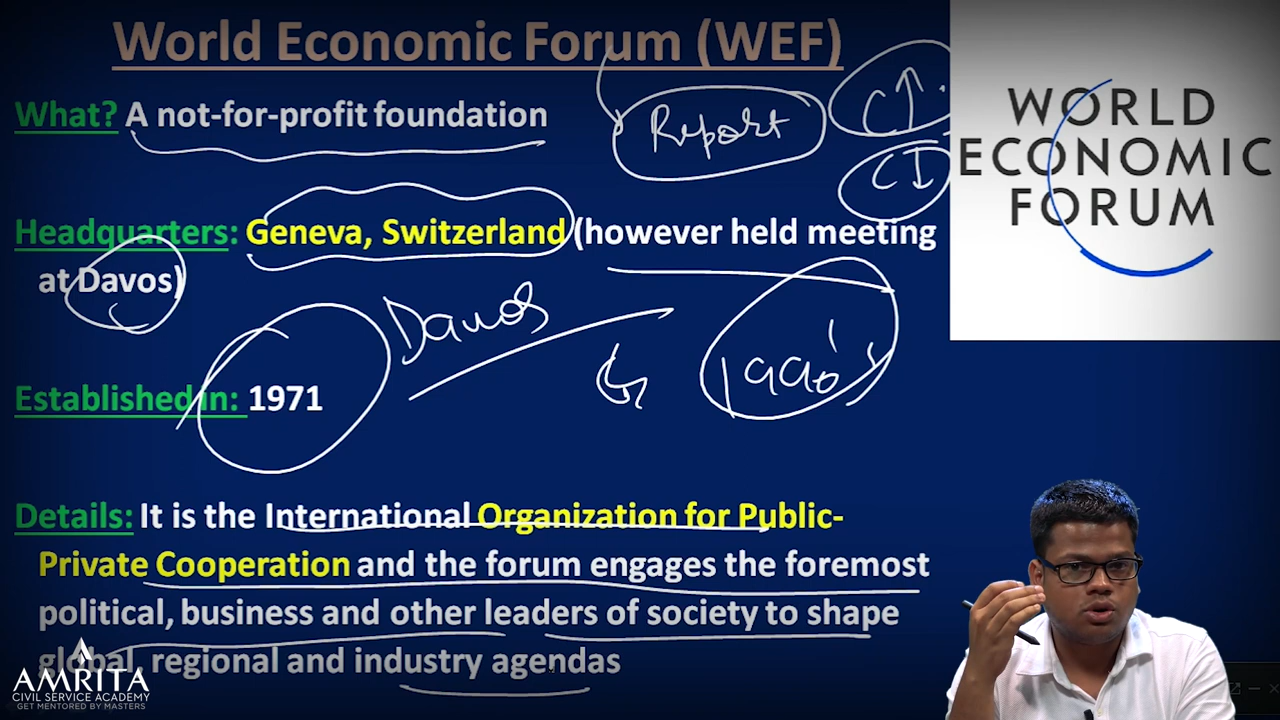 World Economic Forum (WEF)
What? A not-for-profit foundation
Report
C↑
CI
WORLD
ECONOMIC
FORUM
Headquarters: Geneva, Switzerland (however held meeting
at Davos)
Davos
1990's
Established in: 1971
Details: It is the International Organization for Public-
Private Cooperation and the forum engages the foremost
political, business and other leaders of society to shape
global, regional and industry agendas
AMRITA
CIVIL SERVICE ACADEMY
GET MENTORED BY MASTERS